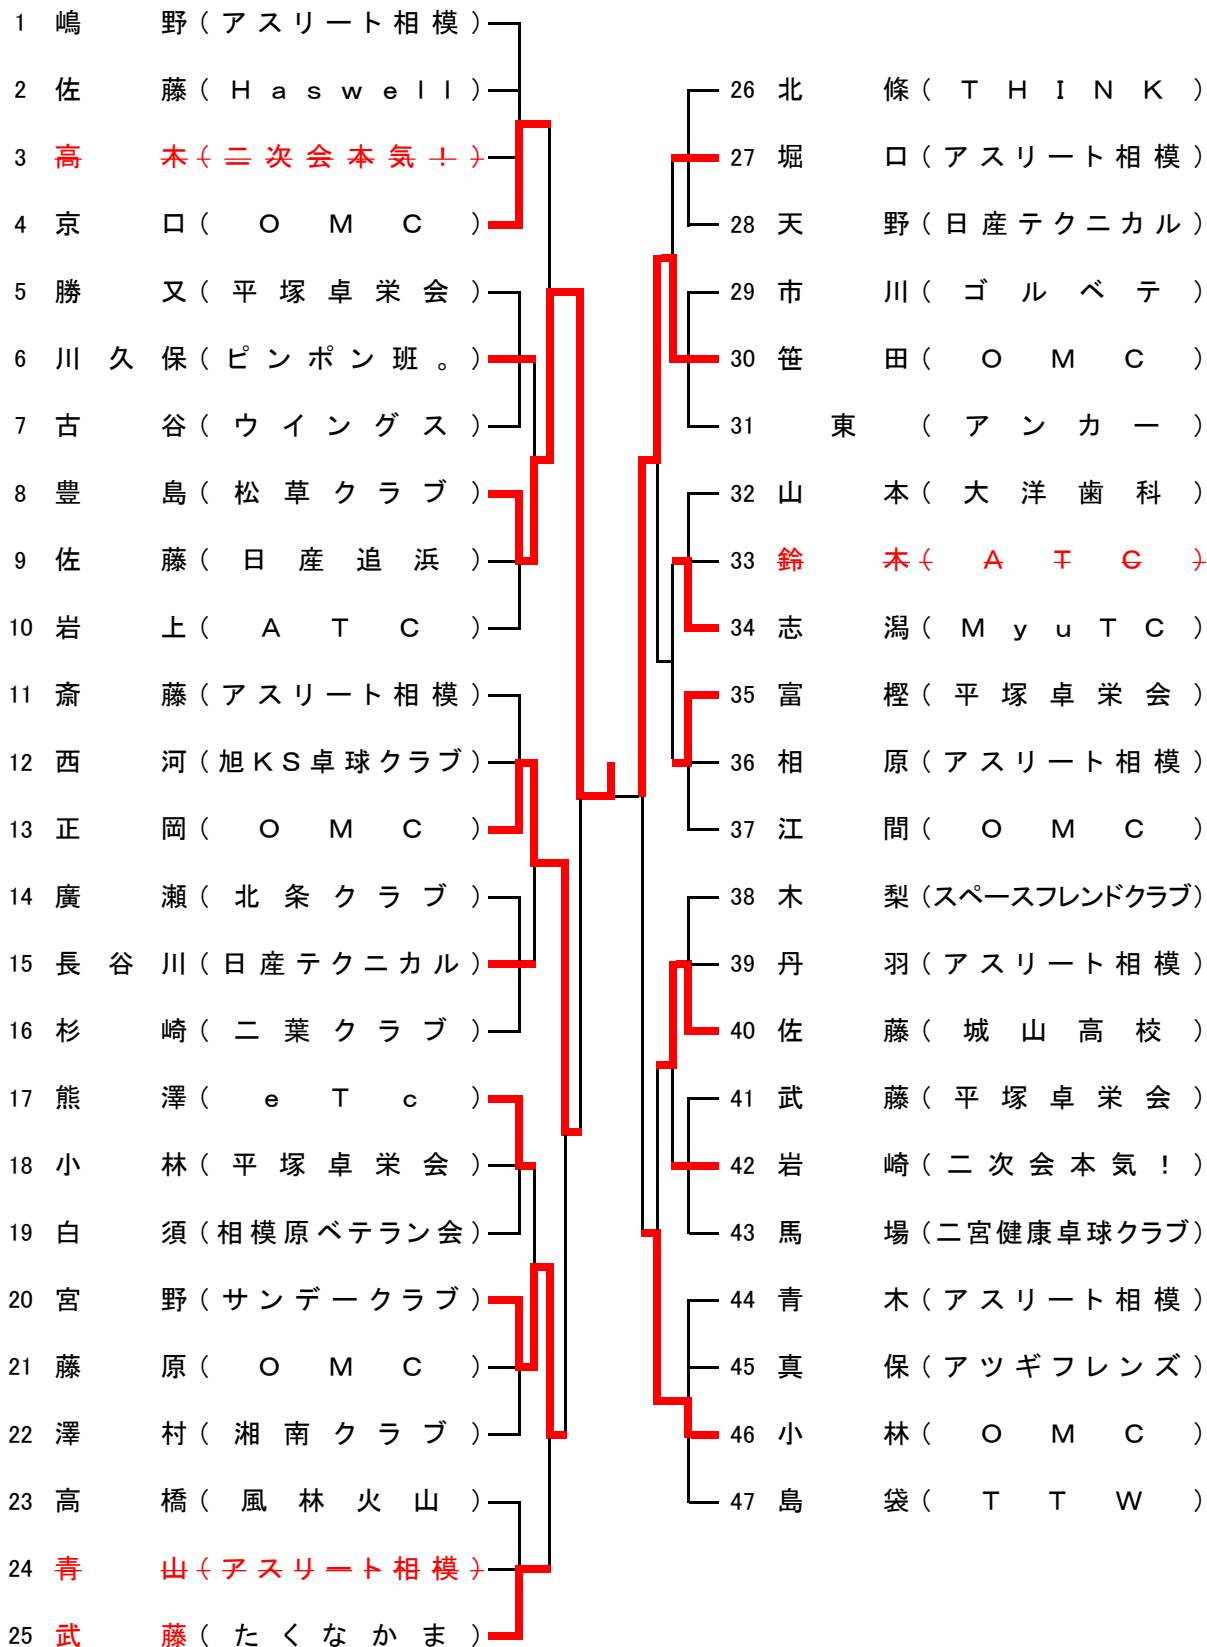 1 嶋 野 ( アスリート相模 )
2 佐 藤 ( Haswell )
3 高 木 ( 二次会本気！ )
4 京 口 ( OMC )
5 勝 又 ( 平塚卓栄会 )
6 川 久 保 ( ピンポン班。 )
7 古 谷 ( ウイングス )
8 豊 島 ( 松草クラブ )
9 佐 藤 ( 日産追浜 )
10 岩 上 ( ATC )
11 斎 藤 ( アスリート相模 )
12 西 河 ( 旭KS卓球クラブ )
13 正 岡 ( OMC )
14 廣 瀬 ( 北条クラブ )
15 長 谷 川 ( 日産テクニカル )
16 杉 崎 ( 二葉クラブ )
17 熊 澤 ( eTc )
18 小 林 ( 平塚卓栄会 )
19 白 須 ( 相模原ベテラン会 )
20 宮 野 ( サンデークラブ )
21 藤 原 ( OMC )
22 澤 村 ( 湘南クラブ )
23 高 橋 ( 風林火山 )
24 青 山 ( アスリート相模 )
25 武 藤 ( たくなかま )
26 北 條 ( THINK )
27 堀 口 ( アスリート相模 )
28 天 野 ( 日産テクニカル )
29 市 川 ( ゴルベテ )
30 笹 田 ( OMC )
31 東 ( アンカー )
32 山 本 ( 大洋歯科 )
33 鈴 木 ( ATC )
34 志 潟 ( MyuTC )
35 富 樫 ( 平塚卓栄会 )
36 相 原 ( アスリート相模 )
37 江 間 ( OMC )
38 木 梨 ( スペースフレンドクラブ )
39 丹 羽 ( アスリート相模 )
40 佐 藤 ( 城山高校 )
41 武 藤 ( 平塚卓栄会 )
42 岩 崎 ( 二次会本気！ )
43 馬 場 ( 二宮健康卓球クラブ )
44 青 木 ( アスリート相模 )
45 真 保 ( アツギフレンズ )
46 小 林 ( OMC )
47 島 袋 ( TTW )